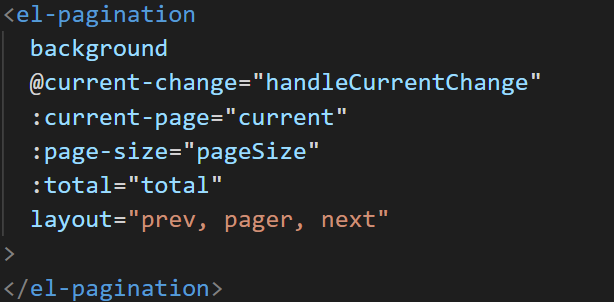 <el-pagination
background
@current-change="handleCurrentChange"
:current-page="current"
:page-size="pageSize"
:total="total"
layout="prev, pager, next"
>
</el-pagination>